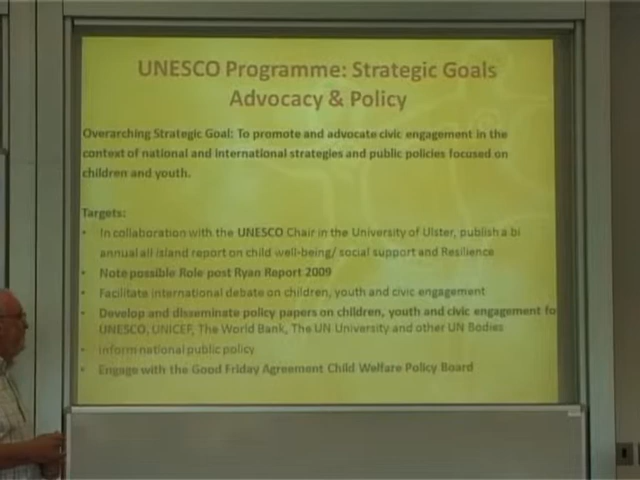 UNESCO Programme: Strategic Goals
Advocacy & Policy
Overarching Strategic Goal: To promote and advocate civic engagement in the
context of national and international strategies and public policies focused on
children and youth.
Targets:
• In collaboration with the UNESCO Chair in the University of Ulster, publish a bi
annual all island report on child well-being/ social support and Resilience
• Note possible Role post Ryan Report 2009
• Facilitate international debate on children, youth and civic engagement
• Develop and disseminate policy papers on children, youth and civic engagement fo
UNESCO, UNICEF, The World Bank, The UN University and other UN Bodies
• Inform national public policy
• Engage with the Good Friday Agreement Child Welfare Policy Board